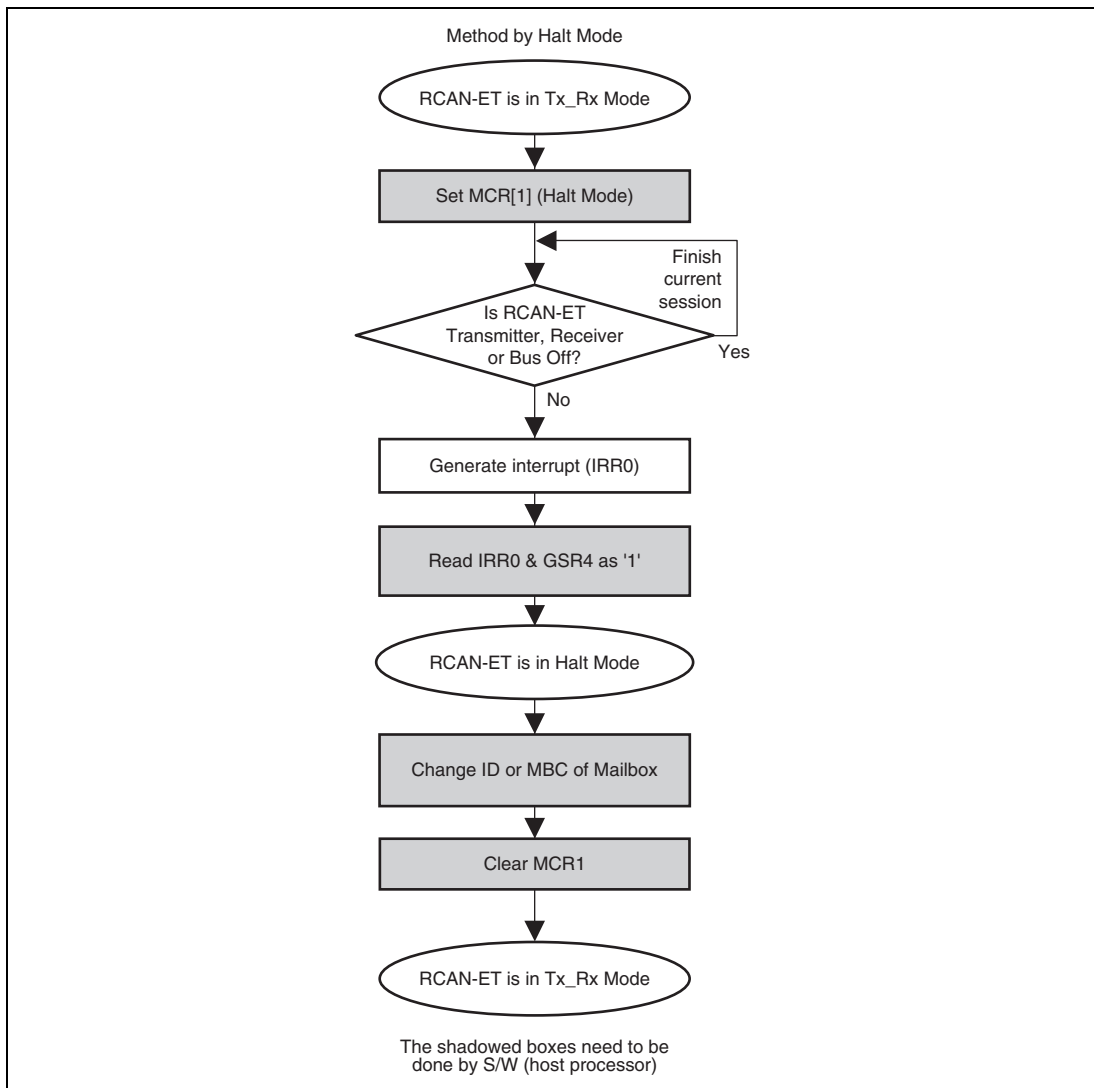 Method by Halt Mode
RCAN-ET is in Tx_Rx Mode
Set MCR[1] (Halt Mode)
Finish
current
session
Is RCAN-ET
Transmitter, Receiver
or Bus Off?
Yes
No
Generate interrupt (IRR0)
Read IRR0 & GSR4 as '1'
RCAN-ET is in Halt Mode
Change ID or MBC of Mailbox
Clear MCR1
RCAN-ET is in Tx_Rx Mode
The shadowed boxes need to be
done by S/W (host processor)